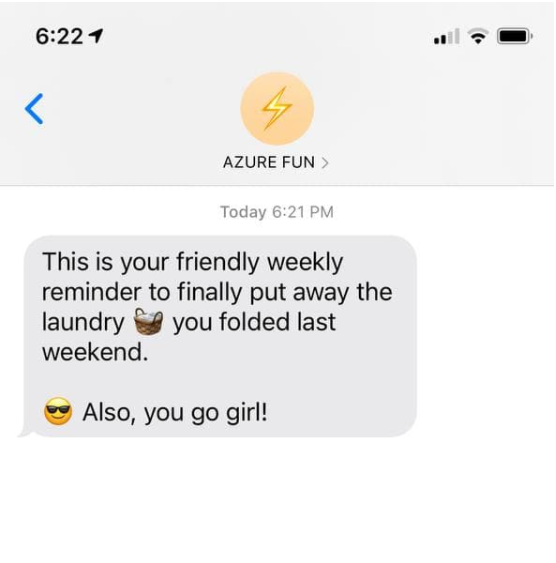 6:22
AZURE FUN >
Today 6:21 PM
This is your friendly weekly
reminder to finally put away the
laundry 🧺 you folded last
weekend.
😎 Also, you go girl!